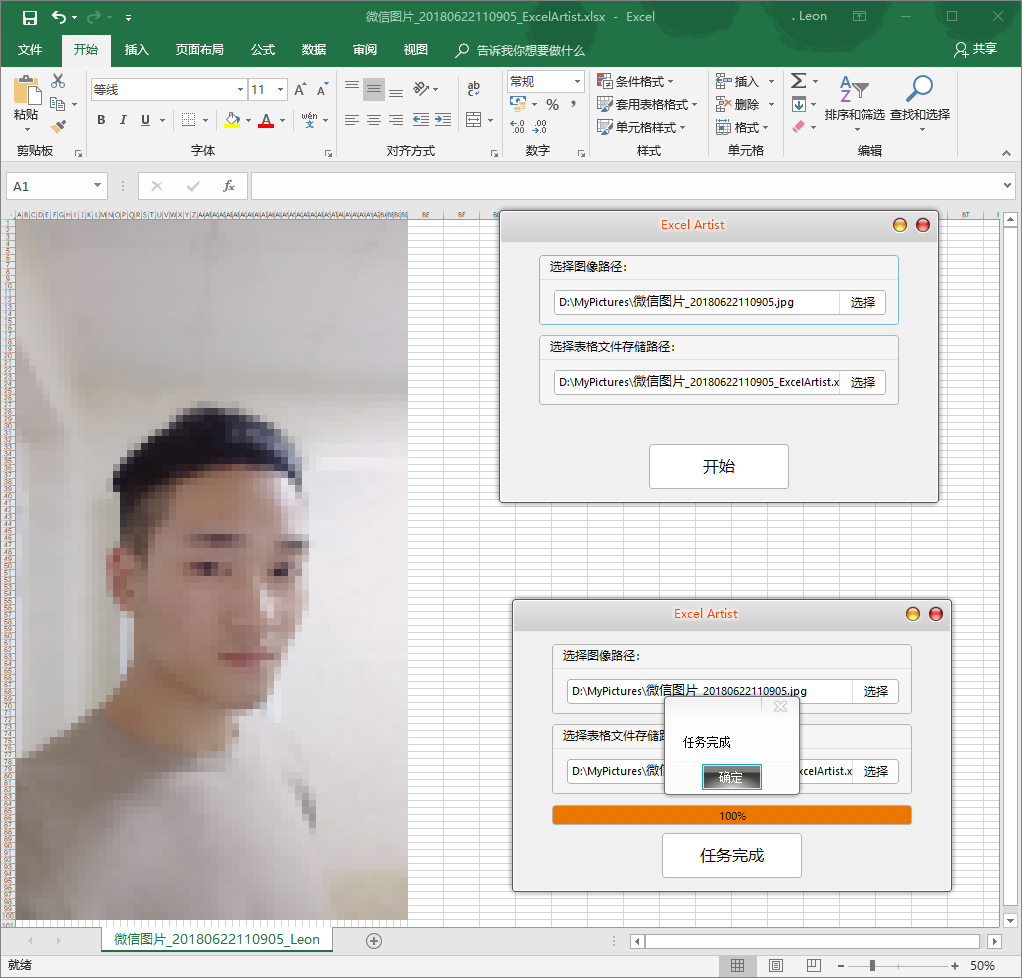 微信图片_20180622110905_ExcelArtist.xlsx - Excel
. Leon
文件 开始 插入 页面布局 公式 数据 审阅 视图 告诉我你想要做什么 共享
粘贴
等线 11
B I U A wén 文
ab
常规
% ,
条件格式
套用表格格式
单元格样式
插入
删除
格式
排序和筛选
查找和选择
剪贴板 字体 对齐方式 数字 样式 单元格 编辑
A1
fx
BE BF BT
Excel Artist
选择图像路径:
D:\MyPictures\微信图片_20180622110905.jpg 选择
选择表格文件存储路径:
D:\MyPictures\微信图片_20180622110905_ExcelArtist.x 选择
开始
Excel Artist
选择图像路径:
D:\MyPictures\微信图片_20180622110905.jpg 选择
选择表格文件存储
D:\MyPictures\微 xcelArtist.x 选择
任务完成
确定
100%
任务完成
微信图片_20180622110905_Leon
就绪
50%